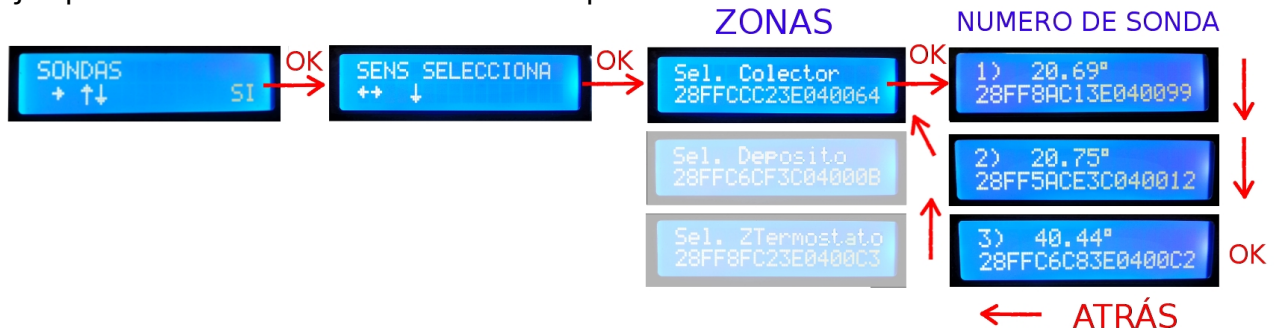 ZONAS
NUMERO DE SONDA
SONDAS
→ ↑↓ SI
OK
SENS SELECCIONA
←→ ↓
OK
Sel. Colector
28FFCCC23E040064
OK
1) 20.69°
28FF8AC13E040099
Sel. Deposito
28FFC6CF3C04000B
2) 20.75°
28FF5ACE3C040012
Sel. ZTermostato
28FF8FC23E0400C3
3) 40.44°
28FFC6C83E0400C2
OK
← ATRÁS